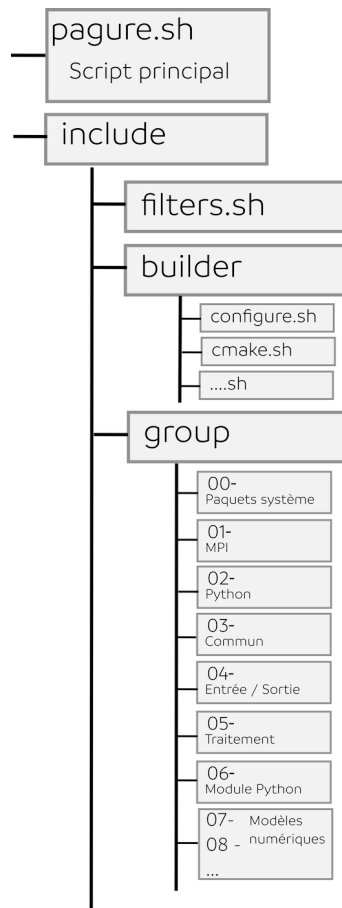 pagure.sh
Script principal
include
filters.sh
builder
configure.sh
cmake.sh
....sh
group
00-
Paquets système
01-
MPI
02-
Python
03-
Commun
04-
Entrée / Sortie
05-
Traitement
06-
Module Python
07- Modèles
08 - numériques
...